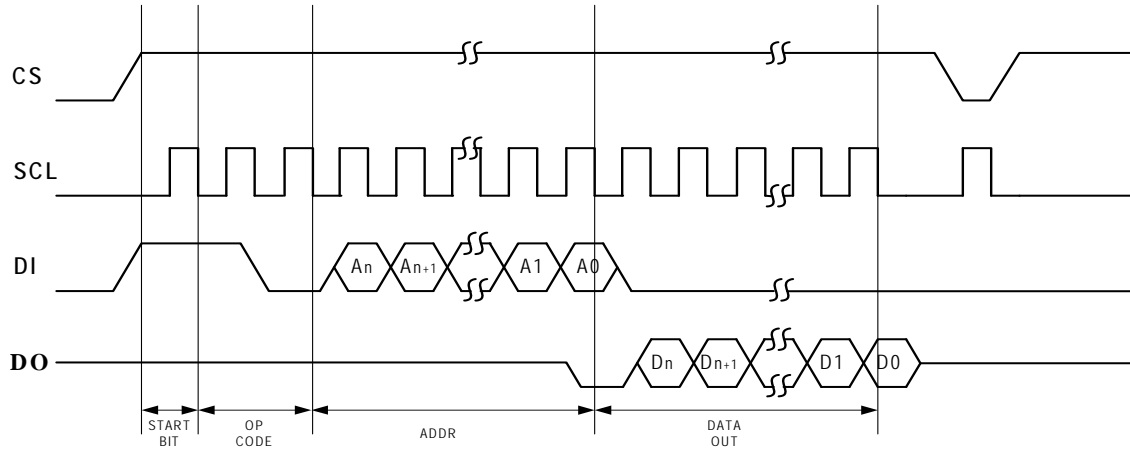 CS
SCL
DI
An
An+1
A1
A0
DO
Dn
Dn+1
D1
D0
START
BIT
OP
CODE
ADDR
DATA
OUT